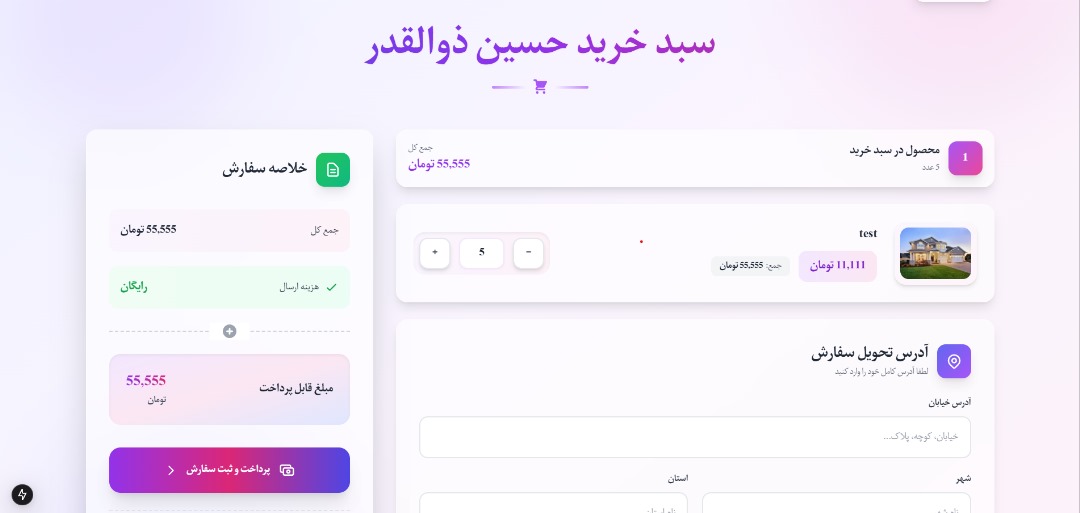 سبد خرید حسین ذوالقدر
1
محصول در سبد خرید
5 عدد
جمع کل
55,555 تومان
test
11,111 تومان
جمع: 55,555 تومان
-
5
+
آدرس تحویل سفارش
لطفا آدرس کامل خود را وارد کنید
آدرس خیابان
خیابان، کوچه، پلاک...
شهر
استان
خلاصه سفارش
جمع کل
55,555 تومان
هزینه ارسال
رایگان
مبلغ قابل پرداخت
55,555
تومان
پرداخت و ثبت سفارش